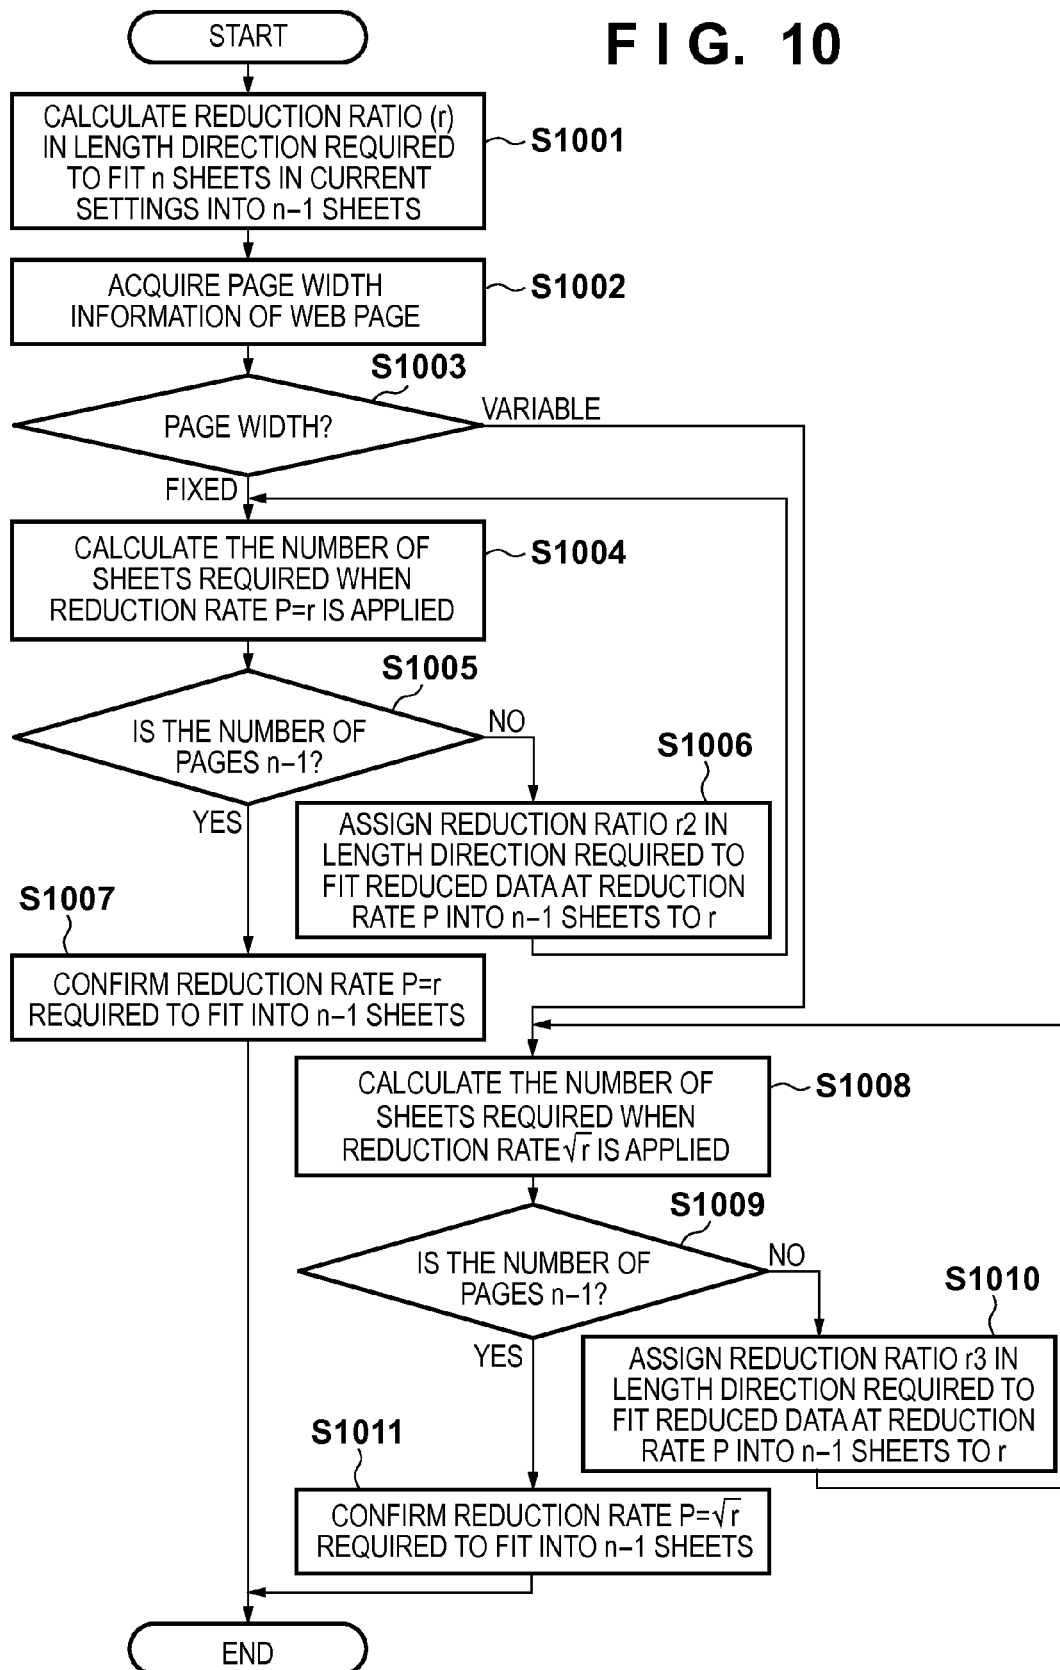 START
F I G. 10
CALCULATE REDUCTION RATIO (r)
IN LENGTH DIRECTION REQUIRED
TO FIT n SHEETS IN CURRENT
SETTINGS INTO n–1 SHEETS
S1001
ACQUIRE PAGE WIDTH
INFORMATION OF WEB PAGE
S1002
S1003
PAGE WIDTH?
VARIABLE
FIXED
CALCULATE THE NUMBER OF
SHEETS REQUIRED WHEN
REDUCTION RATE P=r IS APPLIED
S1004
S1005
IS THE NUMBER OF
PAGES n–1?
NO
YES
S1006
ASSIGN REDUCTION RATIO r2 IN
LENGTH DIRECTION REQUIRED TO
FIT REDUCED DATA AT REDUCTION
RATE P INTO n–1 SHEETS TO r
S1007
CONFIRM REDUCTION RATE P=r
REQUIRED TO FIT INTO n–1 SHEETS
CALCULATE THE NUMBER OF
SHEETS REQUIRED WHEN
REDUCTION RATE √r IS APPLIED
S1008
S1009
IS THE NUMBER OF
PAGES n–1?
NO
YES
S1010
ASSIGN REDUCTION RATIO r3 IN
LENGTH DIRECTION REQUIRED TO
FIT REDUCED DATA AT REDUCTION
RATE P INTO n–1 SHEETS TO r
S1011
CONFIRM REDUCTION RATE P=√r
REQUIRED TO FIT INTO n–1 SHEETS
END